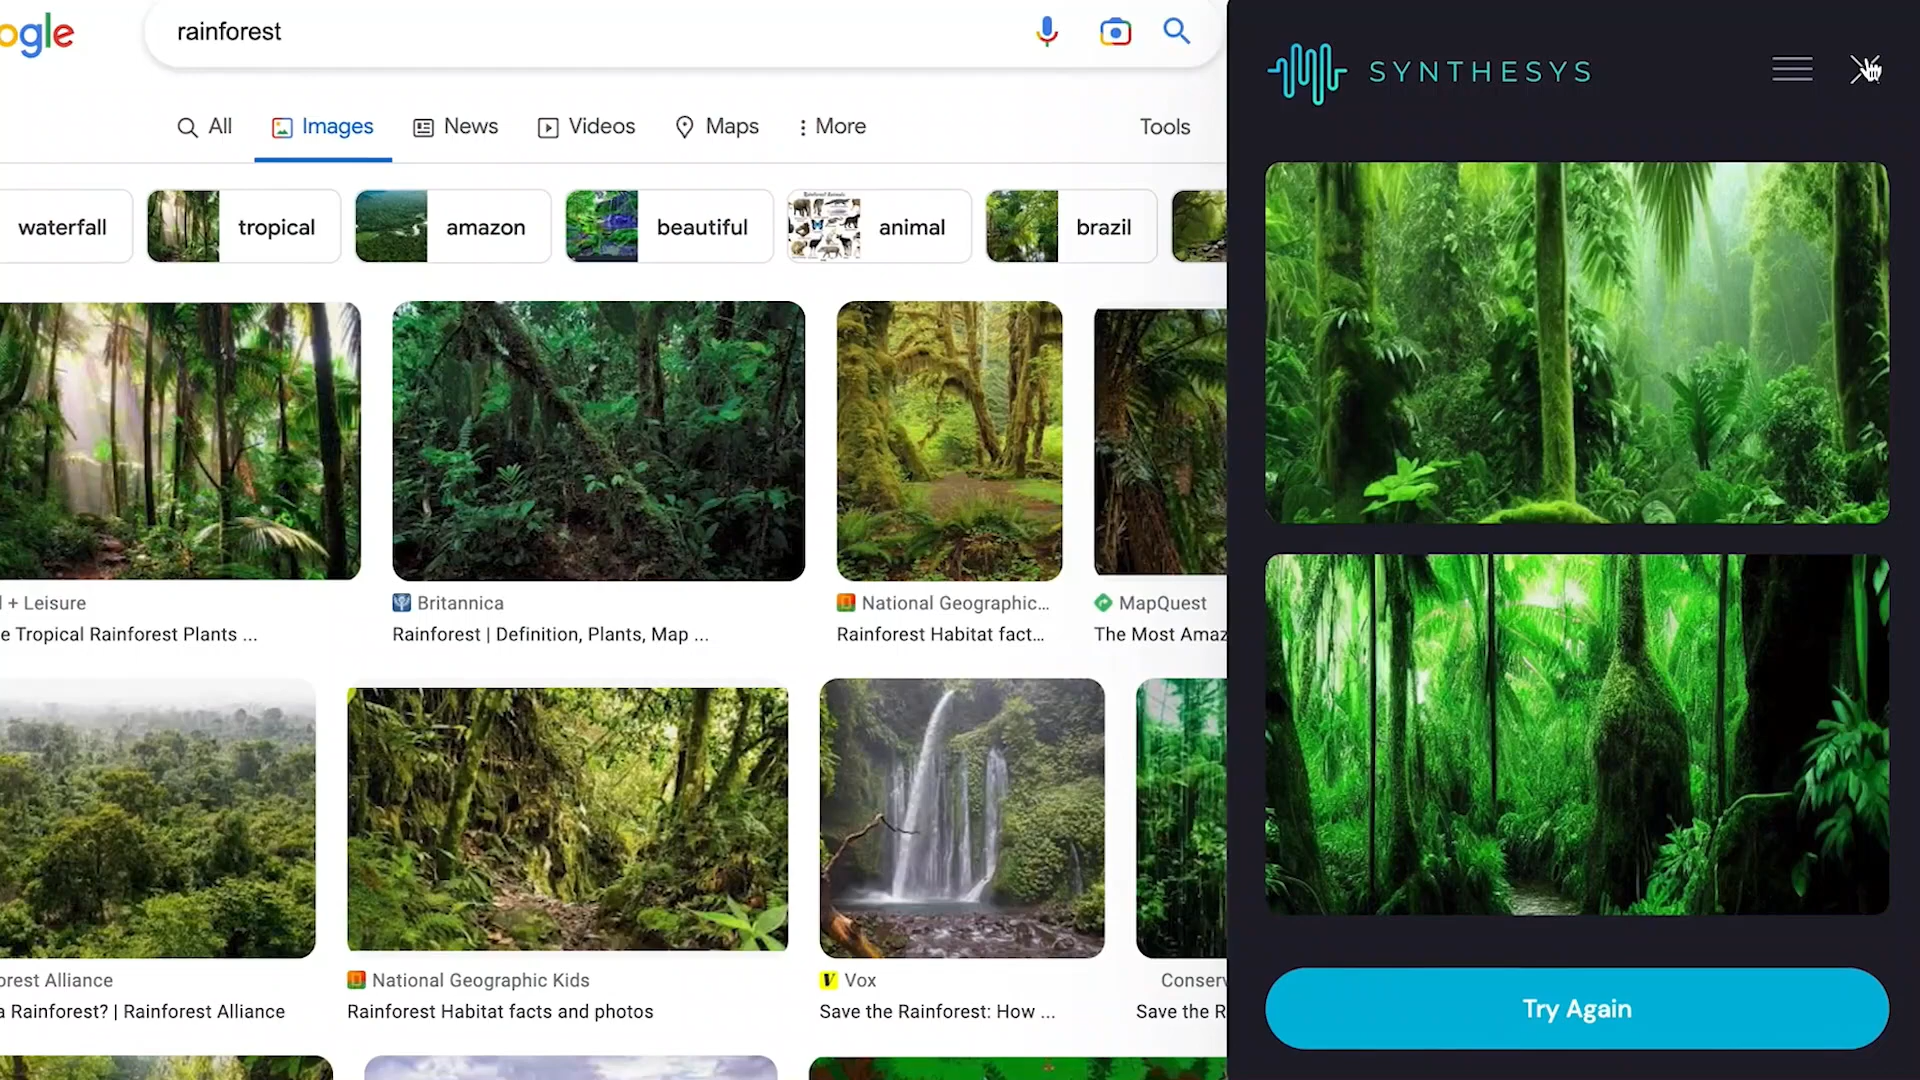 ogle
rainforest
All Images News Videos Maps More Tools
waterfall tropical amazon beautiful animal brazil
+ Leisure
e Tropical Rainforest Plants ...
Britannica
Rainforest | Definition, Plants, Map ...
National Geographic...
Rainforest Habitat fact...
MapQuest
The Most Amaz
orest Alliance
a Rainforest? | Rainforest Alliance
National Geographic Kids
Rainforest Habitat facts and photos
Vox
Save the Rainforest: How ...
Conserv
Save the R
SYNTHESYS
Try Again